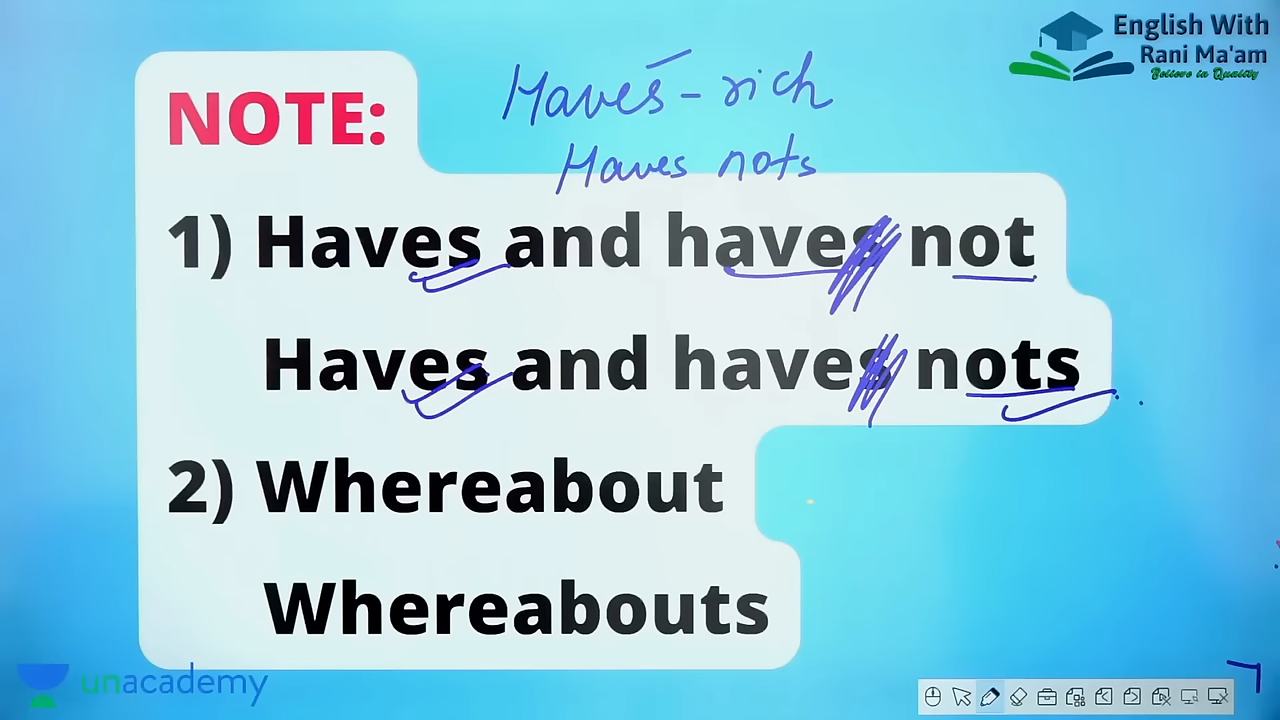 English With
Rani Ma'am
Believe in Quality
NOTE:
Haves - rich
Haves nots
1) Haves and haves not
Haves and haves nots
2) Whereabout
Whereabouts
unacademy